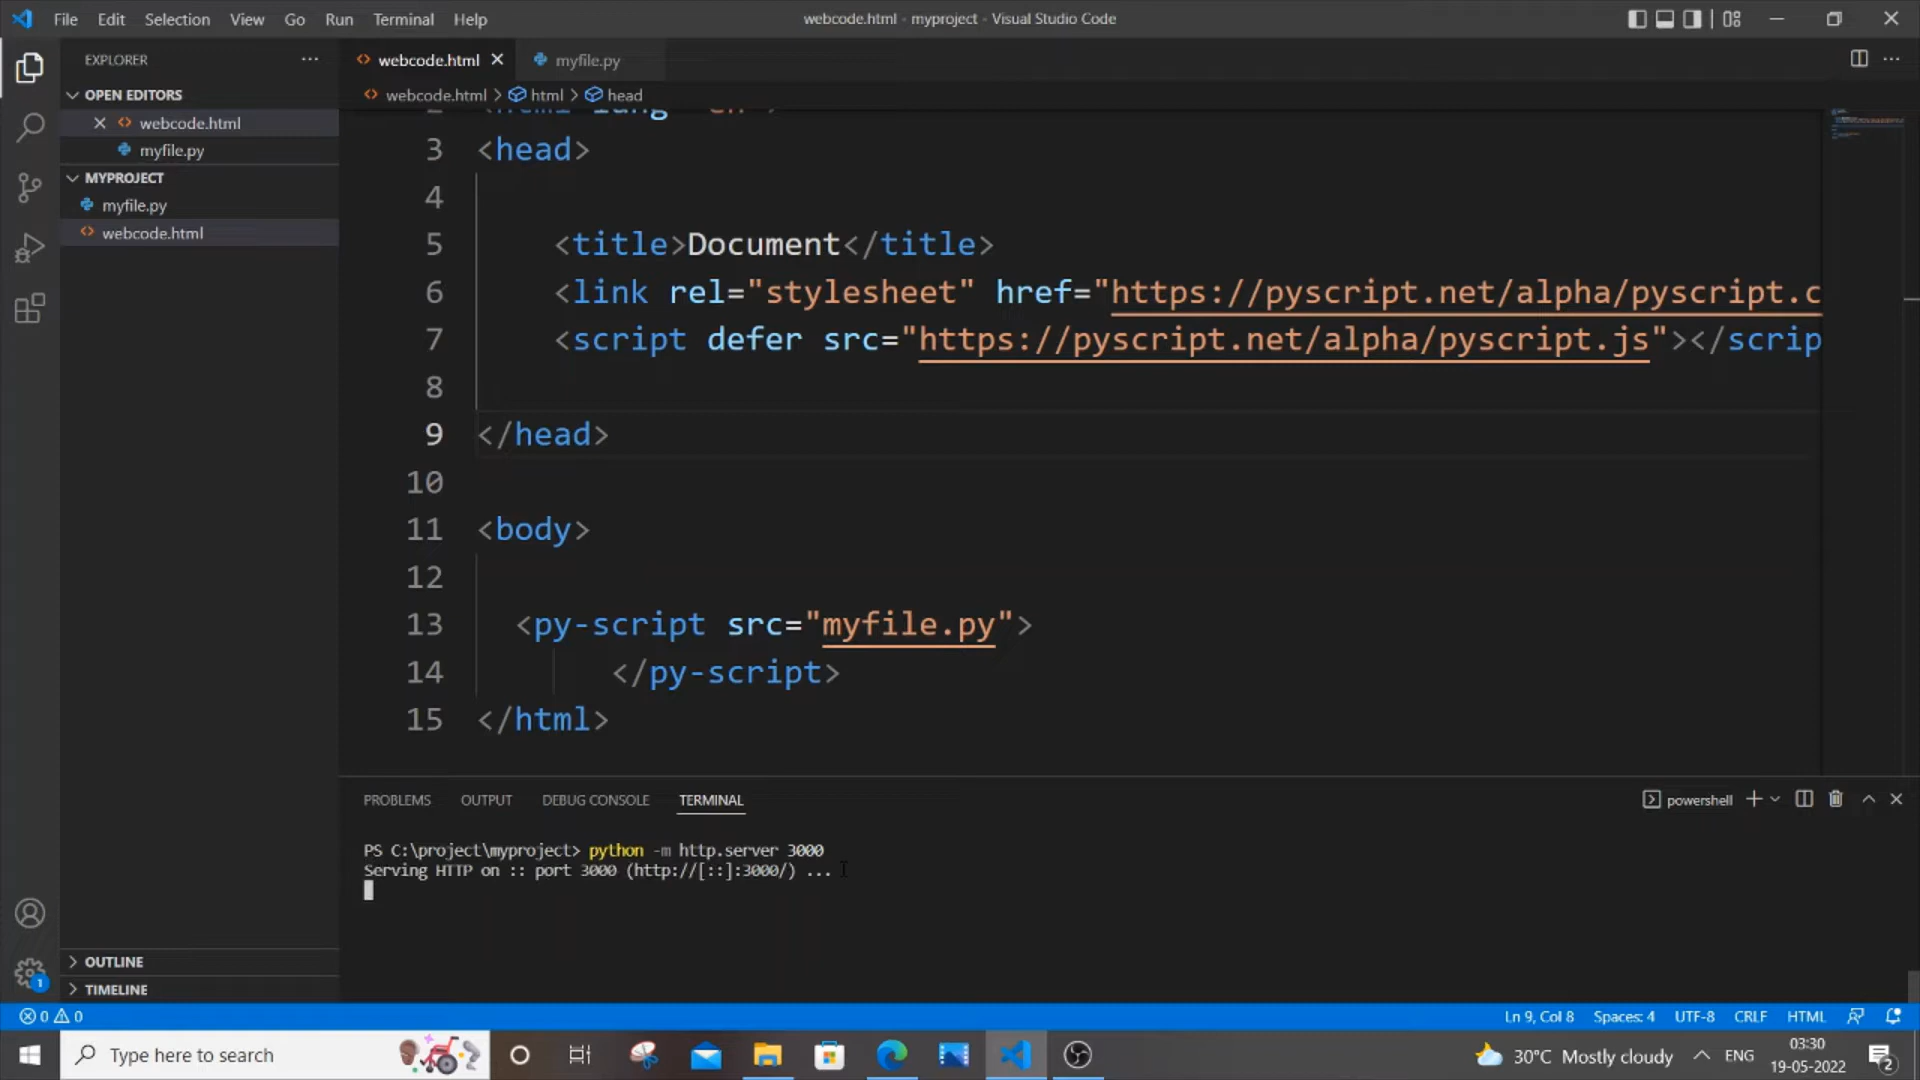 File Edit Selection View Go Run Terminal Help
webcode.html - myproject - Visual Studio Code
EXPLORER
OPEN EDITORS
webcode.html
myfile.py
MYPROJECT
myfile.py
webcode.html
OUTLINE
TIMELINE
webcode.html myfile.py
webcode.html > html > head
3 <head>
4
5 <title>Document</title>
6 <link rel="stylesheet" href="https://pyscript.net/alpha/pyscript.c
7 <script defer src="https://pyscript.net/alpha/pyscript.js"></scrip
8
9 </head>
10
11 <body>
12
13 <py-script src="myfile.py">
14 </py-script>
15 </html>
PROBLEMS OUTPUT DEBUG CONSOLE TERMINAL
powershell
PS C:\project\myproject> python -m http.server 3000
Serving HTTP on :: port 3000 (http://[::]:3000/) ...
1
0 0
Ln 9, Col 8 Spaces: 4 UTF-8 CRLF HTML
Type here to search
30°C Mostly cloudy
ENG
03:30
19-05-2022
2